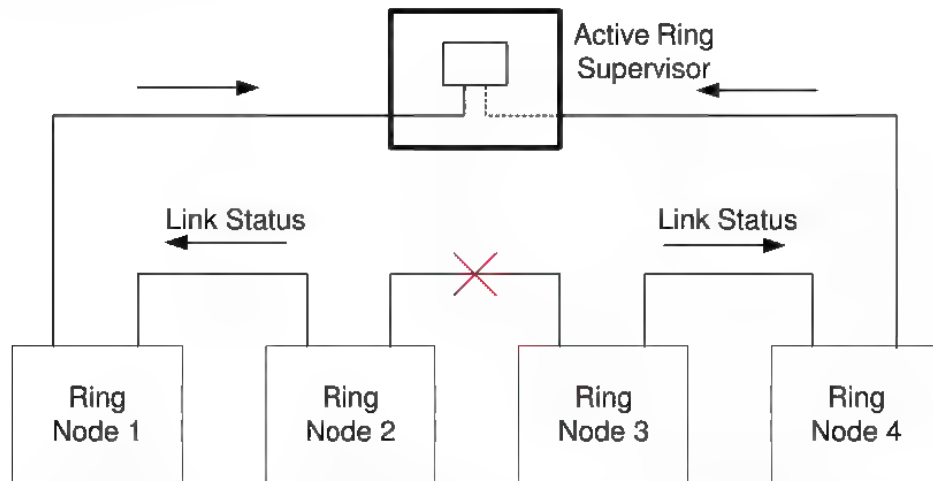 Active Ring
Supervisor
Link Status
Link Status
Ring
Node 1
Ring
Node 2
Ring
Node 3
Ring
Node 4